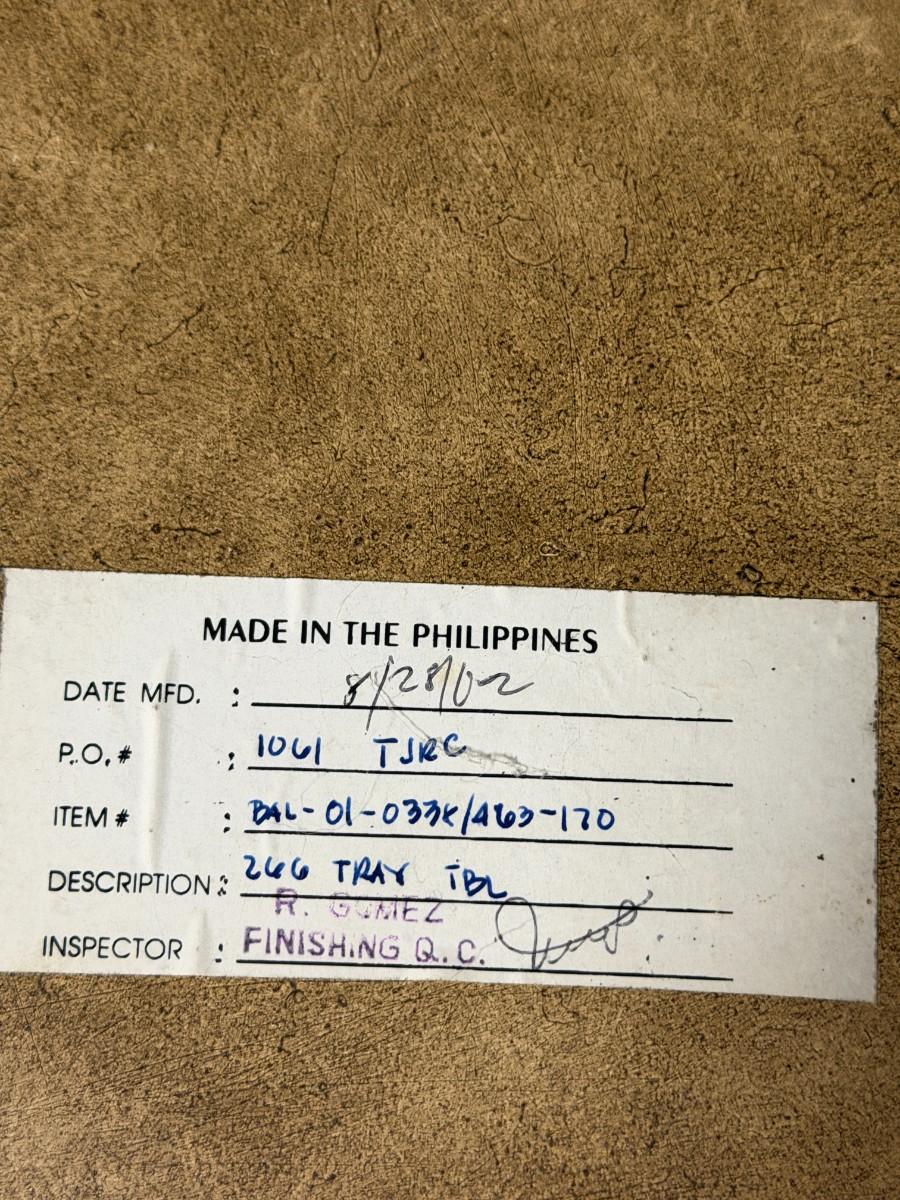 MADE IN THE PHILIPPINES
DATE MFD. : 8/28/02
P.O. # : 1061 TJRC
ITEM # : BAL-01-033K/A63-170
DESCRIPTION : 266 TRAY TBL
R. GOMEZ
INSPECTOR : FINISHING Q.C.